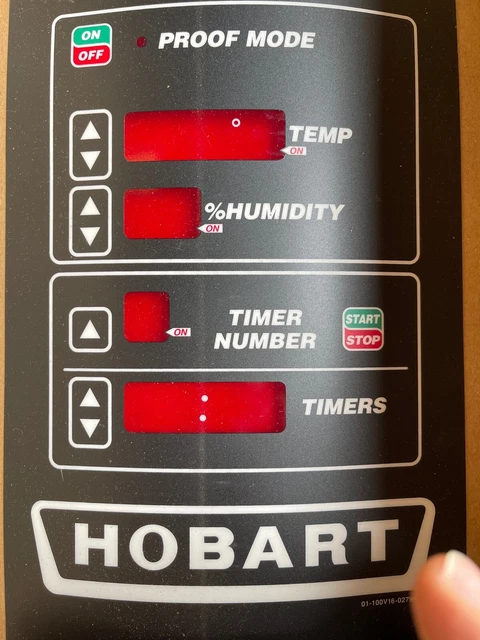 ON
OFF
PROOF MODE
TEMP
ON
%HUMIDITY
ON
TIMER
NUMBER
ON
START
STOP
TIMERS
HOBART